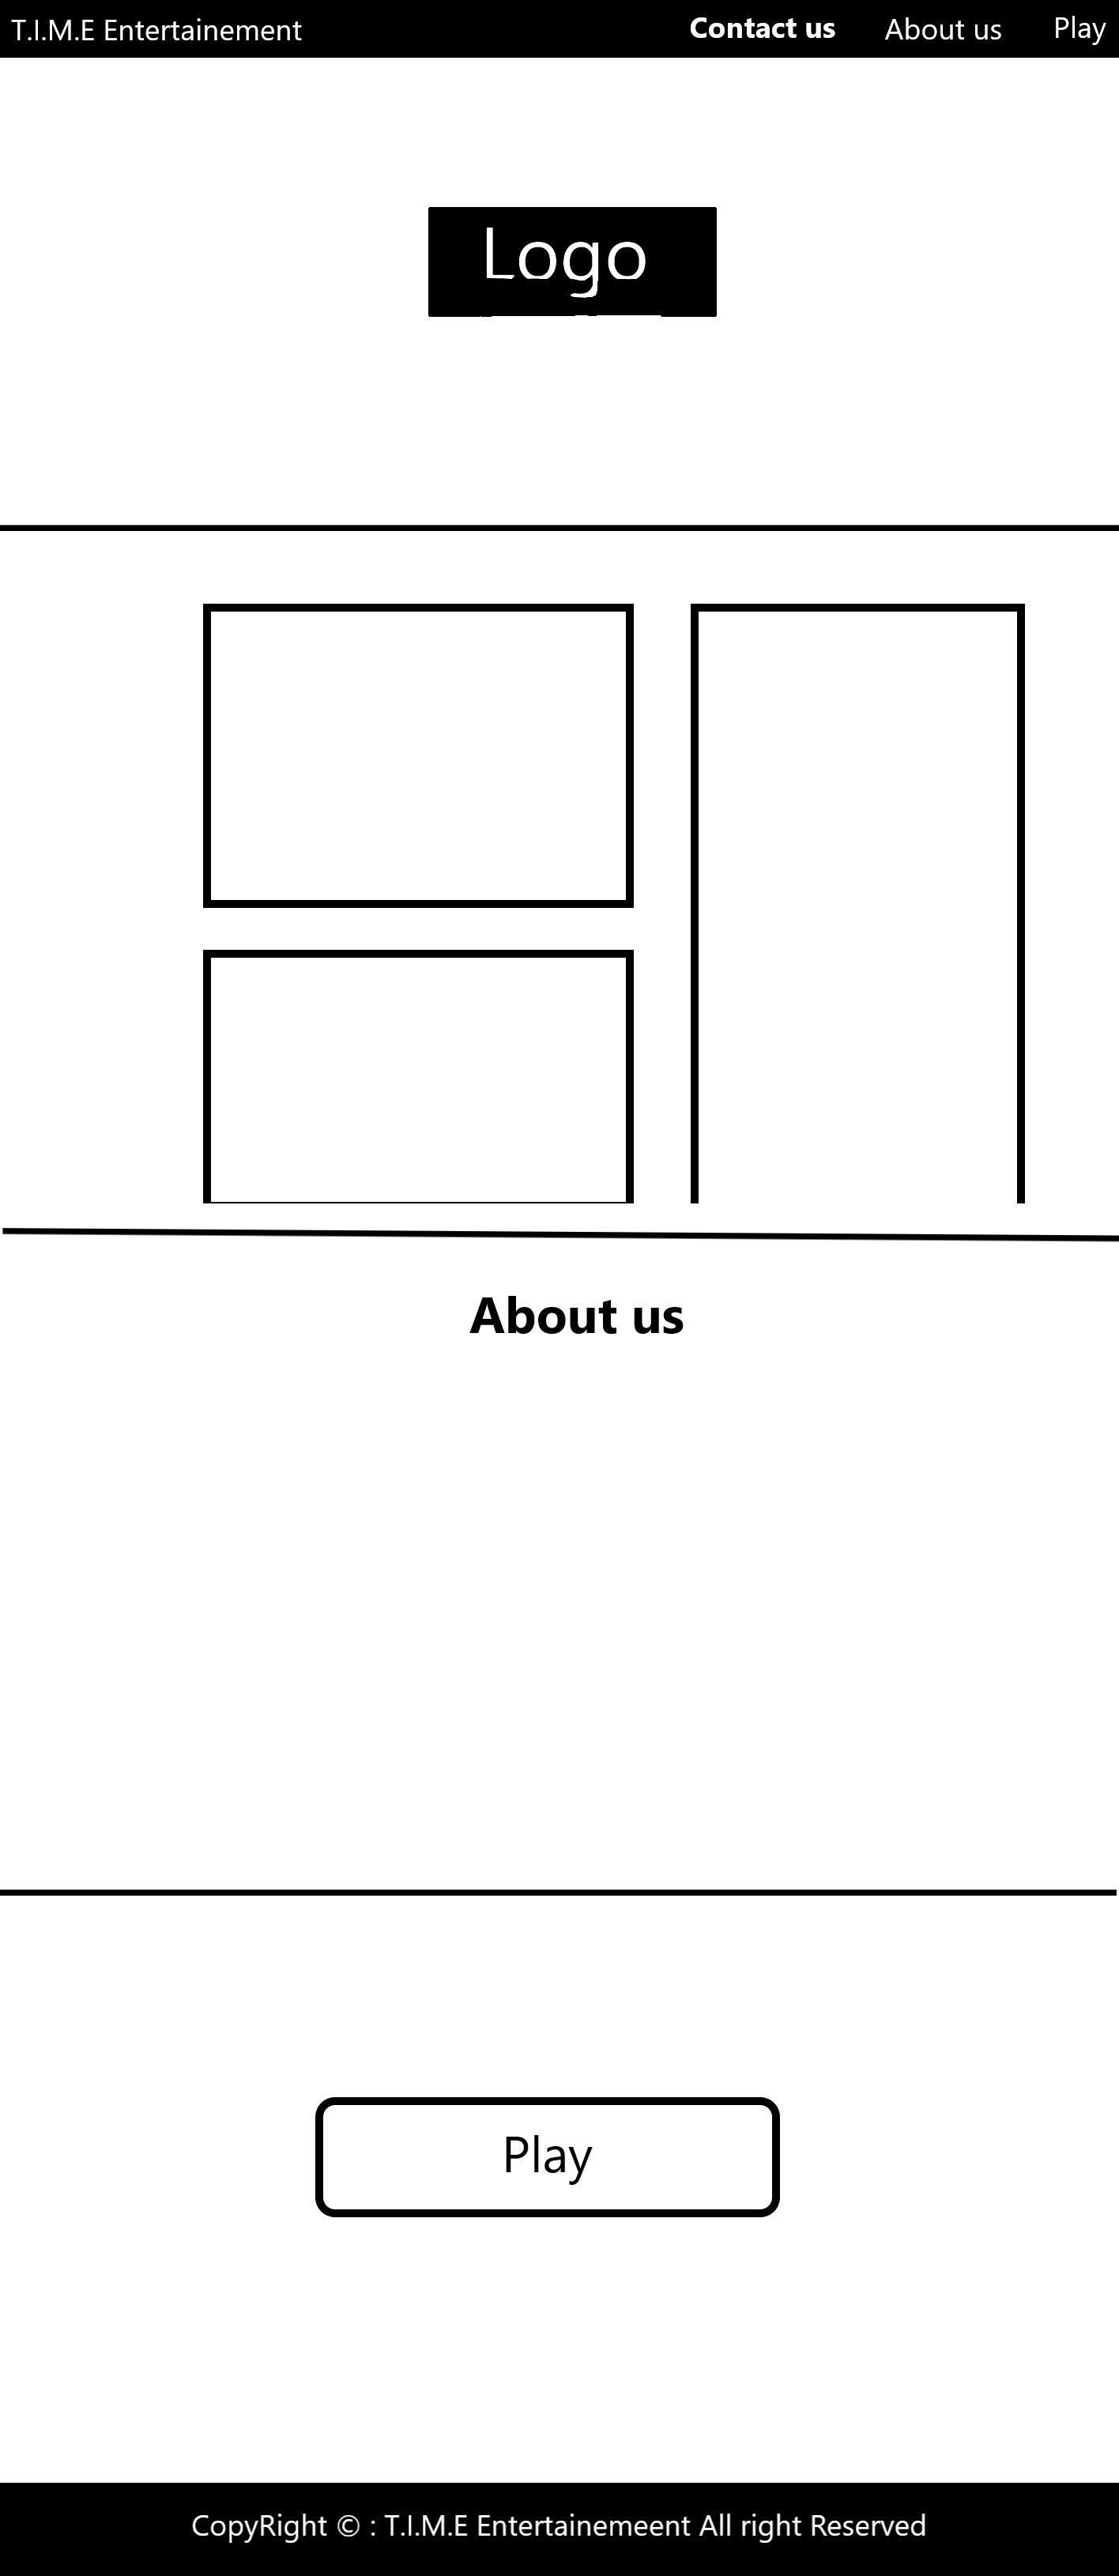 T.I.M.E Entertainement
Contact us
About us
Play
Logo
About us
Play
CopyRight © : T.I.M.E Entertainemeent All right Reserved